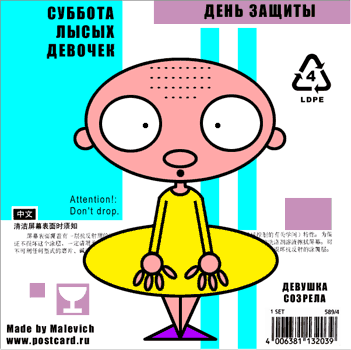 СУББОТА
ЛЫСЫХ
ДЕВОЧЕК
ДЕНЬ ЗАЩИТЫ
4
LDPE
Attention!:
Don't drop.
中文
清洁屏幕表面时须知
ДЕВУШКА
СОЗРЕЛА
1 SET
589/4
Made by Malevich
www.postcard.ru
4 006381 132039